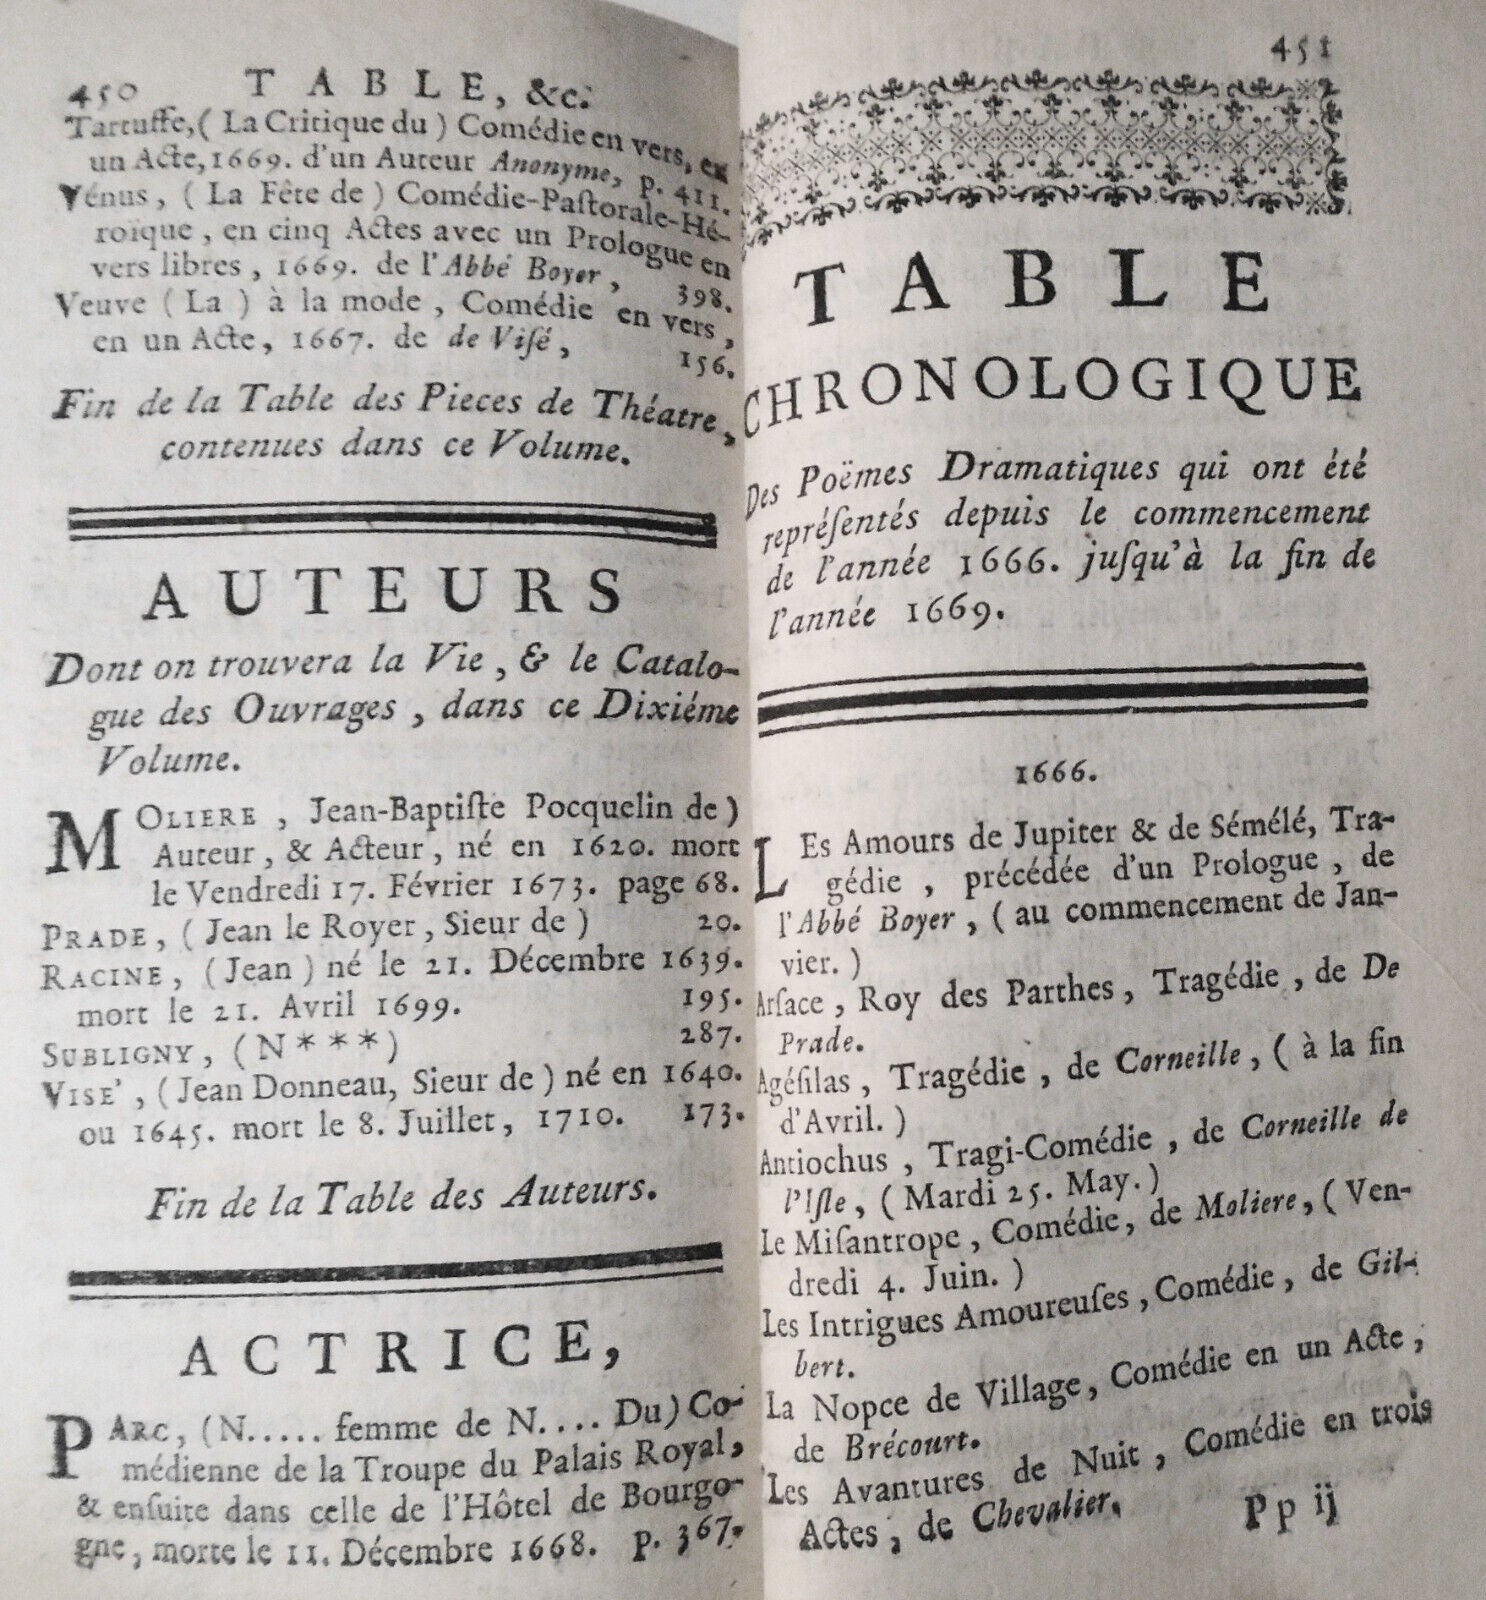 450 TABLE, &c.
Tartuffe, ( La Critique du ) Comédie en vers, en
un Acte, 1669. d'un Auteur Anonyme, p. 411.
Vénus, ( La Fête de ) Comédie-Paſtorale-Hé-
roïque, en cinq Actes avec un Prologue en
vers libres, 1669. de l'Abbé Boyer, 398.
Veuve ( La ) à la mode, Comédie en vers,
en un Acte, 1667. de de Viſé, 156.
Fin de la Table des Pieces de Théatre,
contenues dans ce Volume.
AUTEURS
Dont on trouvera la Vie, & le Catalo-
gue des Ouvrages, dans ce Dixiéme
Volume.
MOLIERE, Jean-Baptiſte Pocquelin de)
Auteur, & Acteur, né en 1620. mort
le Vendredi 17. Février 1673. page 68.
PRADE, ( Jean le Royer, Sieur de ) 20.
RACINE, (Jean ) né le 21. Décembre 1639.
mort le 21. Avril 1699. 195.
SUBLIGNY, ( N * * * ) 287.
VISE', (Jean Donneau, Sieur de ) né en 1640.
ou 1645. mort le 8. Juillet, 1710. 173.
Fin de la Table des Auteurs.
ACTRICE,
PARC, (N..... femme de N.... Du) Co-
médienne de la Troupe du Palais Royal,
& enſuite dans celle de l'Hôtel de Bourgo-
gne, morte le 11. Décembre 1668. p. 367.
451
TABLE
CHRONOLOGIQUE
Des Poëmes Dramatiques qui ont été
repréſentés depuis le commencement
de l'année 1666. juſqu'à la fin de
l'année 1669.
1666.
LEs Amours de Jupiter & de Sémélé, Tra-
gédie, précédée d'un Prologue, de
l'Abbé Boyer, ( au commencement de Jan-
vier. )
Arſace, Roy des Parthes, Tragédie, de De
Prade.
Agéſilas, Tragédie, de Corneille, ( à la fin
d'Avril. )
Antiochus, Tragi-Comédie, de Corneille de
l'Iſle, ( Mardi 25. May. )
Le Miſantrope, Comédie, de Moliere, ( Ven-
dredi 4. Juin. )
Les Intrigues Amoureuſes, Comédie, de Gil-
bert.
La Nopce de Village, Comédie en un Acte,
de Brécourt.
Les Avantures de Nuit, Comédie en trois
Actes, de Chevalier.
Pp ij